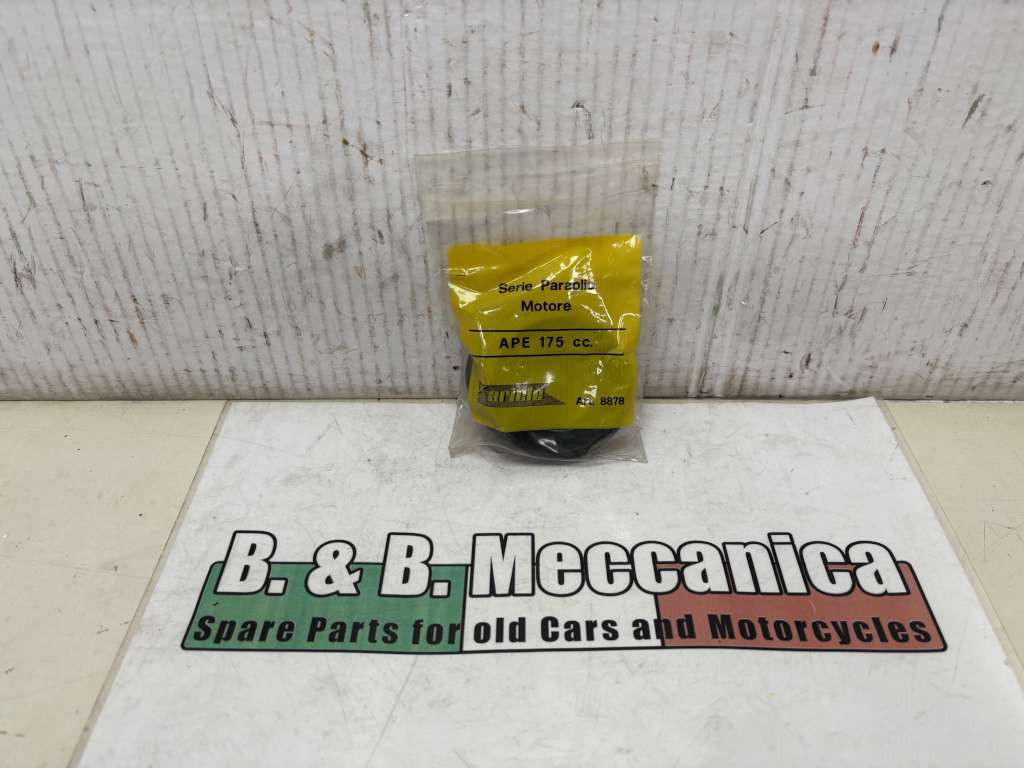 Serie Paraolio
Motore
APE 175 cc.
Art. 8878
B. & B. Meccanica
Spare Parts for old Cars and Motorcycles